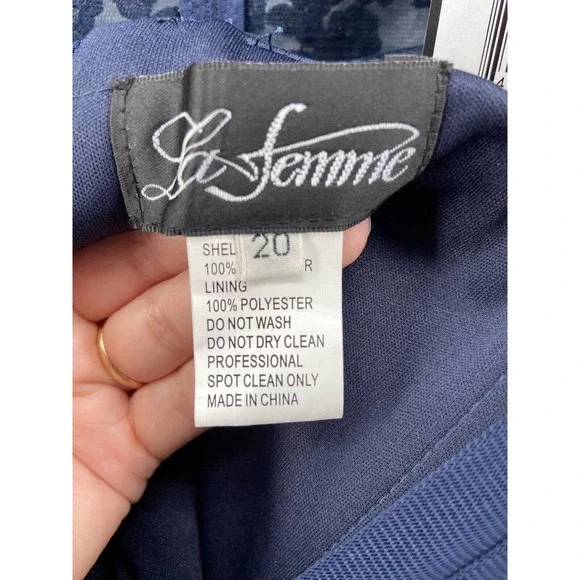 La Femme
20
SHEL
100% R
LINING
100% POLYESTER
DO NOT WASH
DO NOT DRY CLEAN
PROFESSIONAL
SPOT CLEAN ONLY
MADE IN CHINA